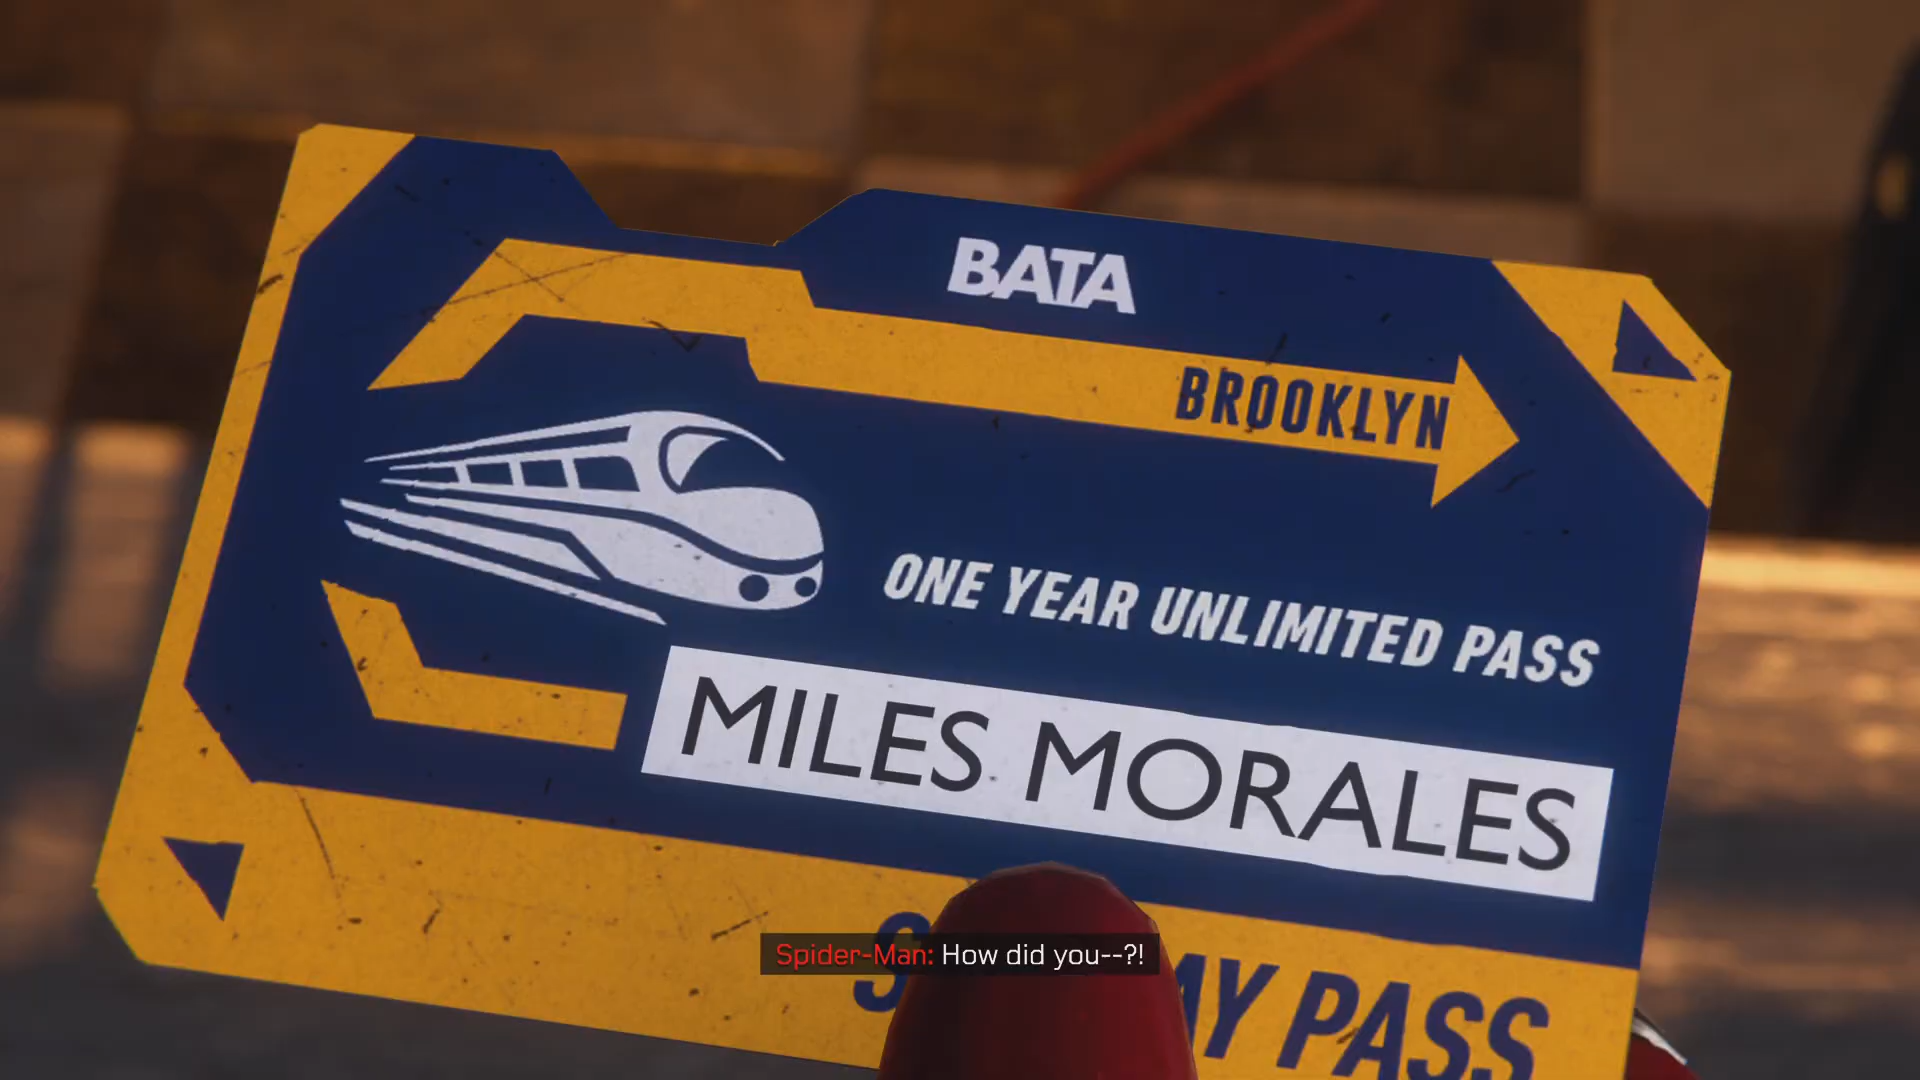 BATA
BROOKLYN
ONE YEAR UNLIMITED PASS
MILES MORALES
Spider-Man: How did you--?!
PASS